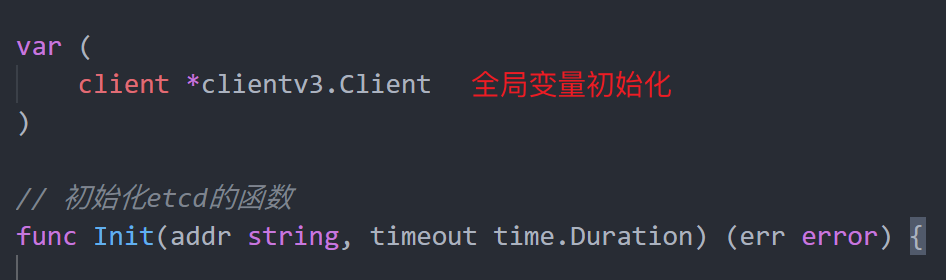 var (
client *clientv3.Client 全局变量初始化
)
// 初始化etcd的函数
func Init(addr string, timeout time.Duration) (err error) {